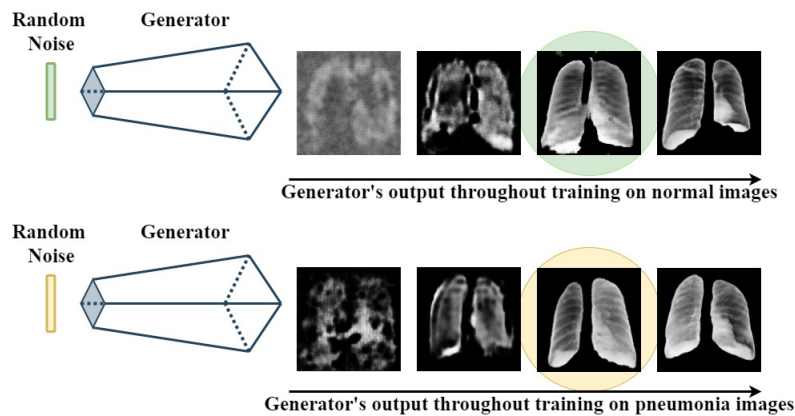 Random
Noise
Generator
Generator's output throughout training on normal images
Random
Noise
Generator
Generator's output throughout training on pneumonia images